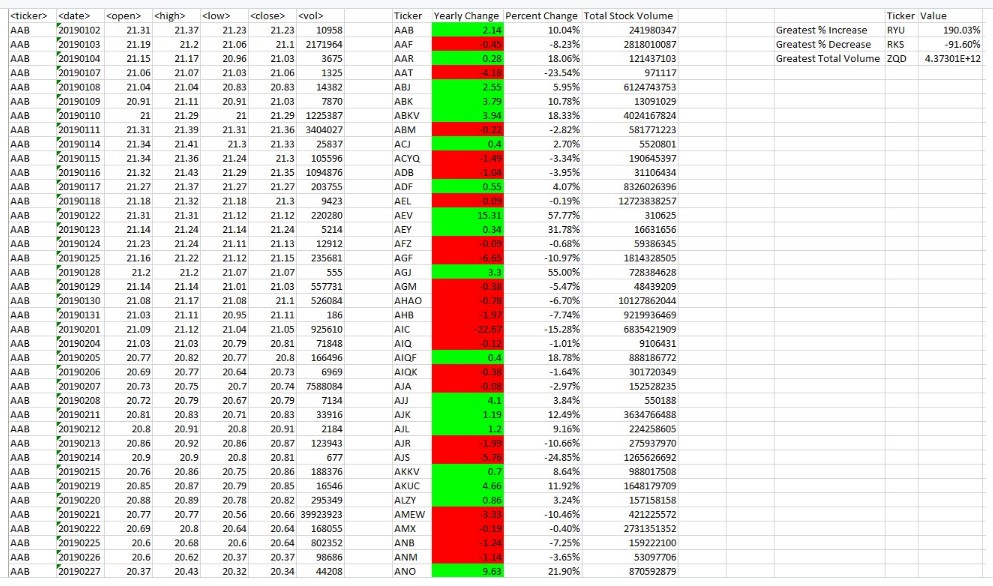 <ticker> <date> <open> <high> <low> <close> <vol> Ticker Yearly Change Percent Change Total Stock Volume Ticker Value
AAB 20190102 21.31 21.37 21.23 21.23 10958 AAB 2.14 10.04% 241980347 Greatest % Increase RYU 190.03%
AAB 20190103 21.19 21.2 21.06 21.1 2171964 AAF -0.45 -8.23% 2818010087 Greatest % Decrease RKS -91.60%
AAB 20190104 21.15 21.17 20.96 21.03 3675 AAR 0.28 18.06% 121437103 Greatest Total Volume ZQD 4.37301E+12
AAB 20190107 21.06 21.07 21.03 21.06 1325 AAT -4.18 -23.54% 971117
AAB 20190108 21.04 21.04 20.83 20.83 14382 ABJ 2.55 5.95% 6124743753
AAB 20190109 20.91 21.11 20.91 21.03 7870 ABK 3.79 10.78% 13091029
AAB 20190110 21 21.29 21 21.29 1225387 ABKV 3.94 18.33% 4024167824
AAB 20190111 21.31 21.39 21.31 21.36 3404027 ABM -0.22 -2.82% 581771223
AAB 20190114 21.34 21.41 21.3 21.33 25837 ACJ 0.4 2.70% 5520801
AAB 20190115 21.34 21.36 21.24 21.3 105596 ACYQ -1.49 -3.34% 190645397
AAB 20190116 21.32 21.43 21.29 21.35 1094876 ADB -1.04 -3.95% 31106434
AAB 20190117 21.27 21.37 21.27 21.27 203755 ADF 0.55 4.07% 8326026396
AAB 20190118 21.18 21.32 21.18 21.3 9423 AEL -0.09 -0.19% 12723838257
AAB 20190122 21.31 21.31 21.12 21.12 220280 AEV 15.31 57.77% 310625
AAB 20190123 21.14 21.24 21.14 21.24 5214 AEY 0.34 31.78% 16631656
AAB 20190124 21.23 21.24 21.11 21.13 12912 AFZ -0.09 -0.68% 59386345
AAB 20190125 21.16 21.22 21.12 21.15 235681 AGF -6.65 -10.97% 1814328505
AAB 20190128 21.2 21.2 21.07 21.07 555 AGJ 3.3 55.00% 728384628
AAB 20190129 21.14 21.14 21.01 21.03 557731 AGM -0.38 -5.47% 48439209
AAB 20190130 21.08 21.17 21.08 21.1 526084 AHAO -0.78 -6.70% 10127862044
AAB 20190131 21.03 21.11 20.95 21.11 186 AHB -1.97 -7.74% 9219936469
AAB 20190201 21.09 21.12 21.04 21.05 925610 AIC -22.67 -15.28% 6835421909
AAB 20190204 21.03 21.03 20.79 20.81 71848 AIQ -0.12 -1.01% 9106431
AAB 20190205 20.77 20.82 20.77 20.8 166496 AIQF 0.4 18.78% 888186772
AAB 20190206 20.69 20.77 20.64 20.73 6969 AIQK -0.38 -1.64% 301720349
AAB 20190207 20.73 20.75 20.7 20.74 7588084 AJA -0.08 -2.97% 152528235
AAB 20190208 20.72 20.79 20.67 20.79 7134 AJJ 4.1 3.84% 550188
AAB 20190211 20.81 20.83 20.71 20.83 33916 AJK 1.19 12.49% 3634766488
AAB 20190212 20.8 20.91 20.8 20.91 2184 AJL 1.2 9.16% 224258605
AAB 20190213 20.86 20.92 20.86 20.87 123943 AJR -1.99 -10.66% 275937970
AAB 20190214 20.9 20.9 20.8 20.81 677 AJS -5.76 -24.85% 1265626692
AAB 20190215 20.76 20.86 20.75 20.86 188376 AKKV 0.7 8.64% 988017508
AAB 20190219 20.85 20.87 20.79 20.85 16546 AKUC 4.66 11.92% 1648179709
AAB 20190220 20.88 20.89 20.78 20.82 295349 ALZY 0.86 3.24% 157158158
AAB 20190221 20.77 20.77 20.56 20.66 39923923 AMEW -3.33 -10.46% 421225572
AAB 20190222 20.69 20.8 20.64 20.64 168055 AMX -0.19 -0.40% 2731351352
AAB 20190225 20.6 20.68 20.6 20.64 802352 ANB -1.24 -7.25% 159222100
AAB 20190226 20.6 20.62 20.37 20.37 98686 ANM -1.14 -3.65% 53097706
AAB 20190227 20.37 20.43 20.32 20.34 44208 ANO 9.63 21.90% 870592879